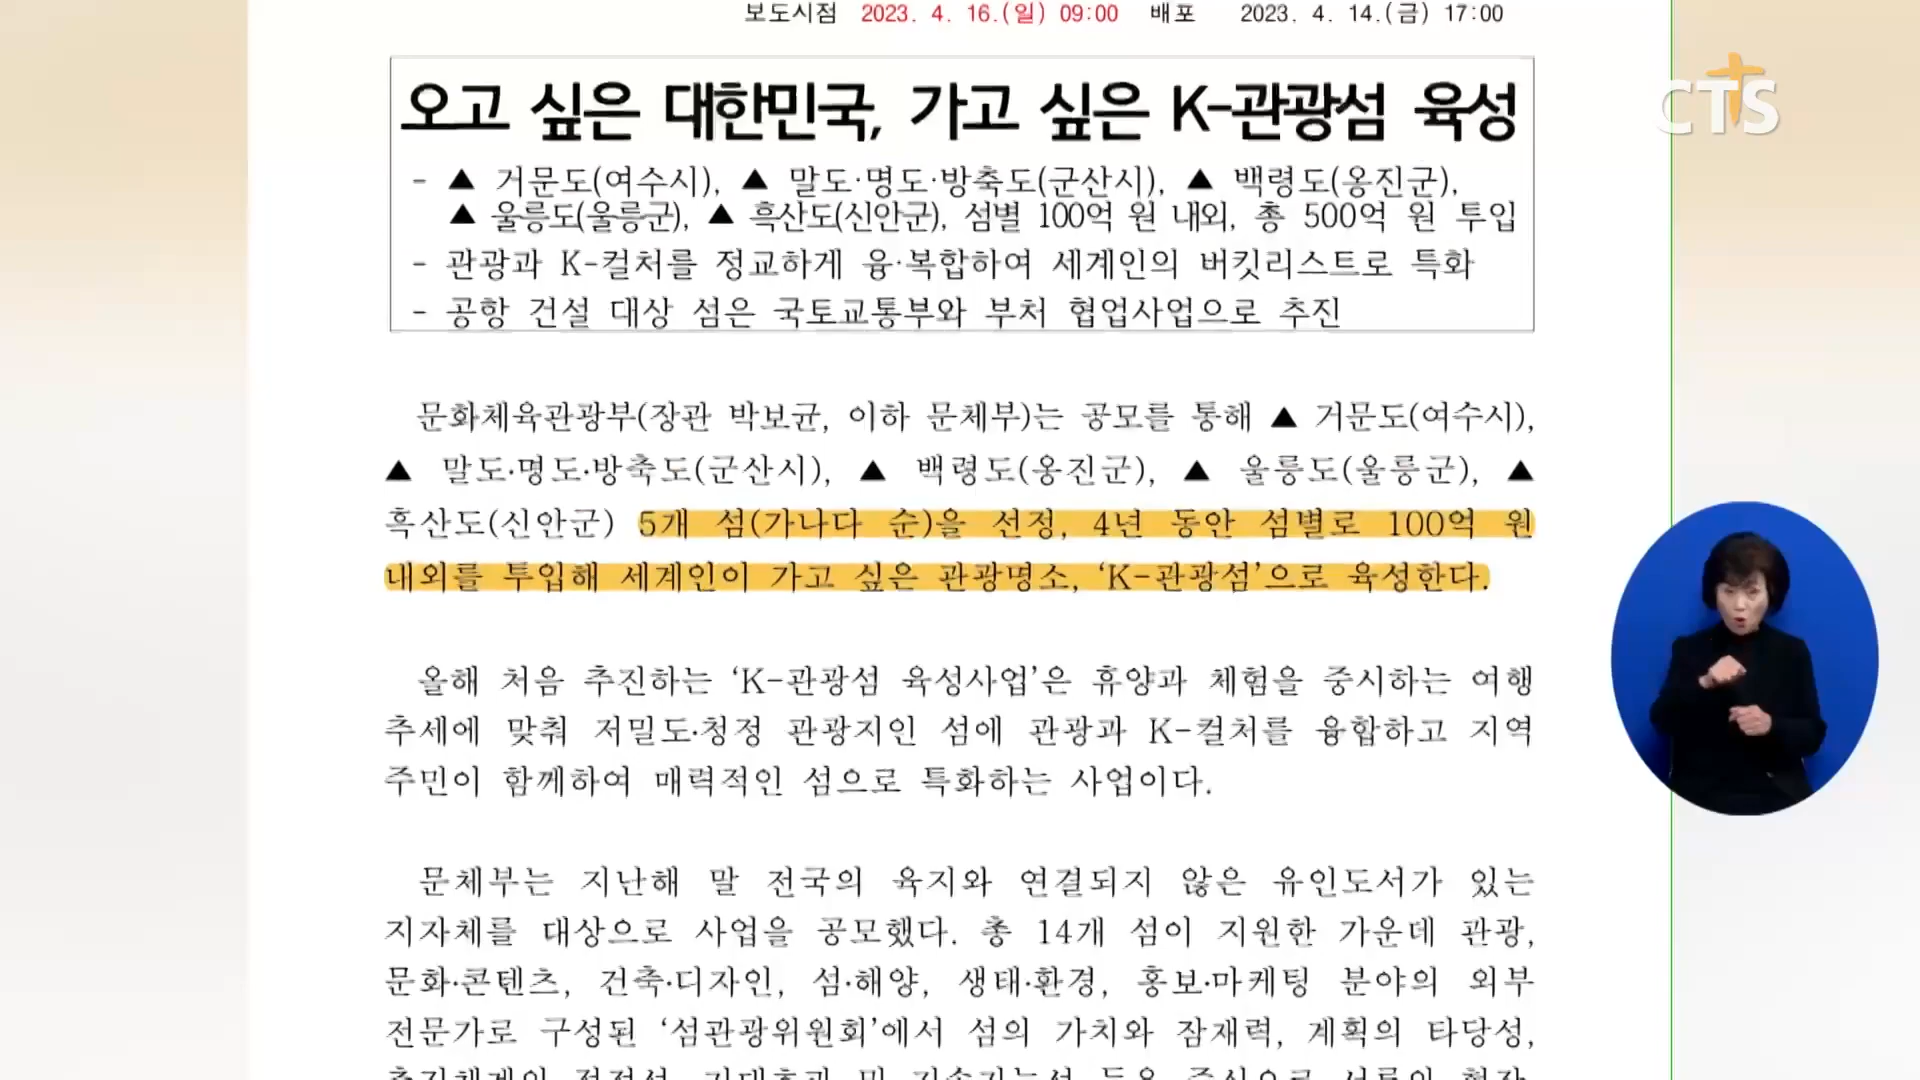 보도시점 2023. 4. 16.(일) 09:00 배포 2023. 4. 14.(금) 17:00
오고 싶은 대한민국, 가고 싶은 K-관광섬 육성
CTS
- ▲ 거문도(여수시), ▲ 말도·명도·방축도(군산시), ▲ 백령도(옹진군),
▲ 울릉도(울릉군), ▲ 흑산도(신안군), 섬별 100억 원 내외, 총 500억 원 투입
- 관광과 K-컬처를 정교하게 융·복합하여 세계인의 버킷리스트로 특화
- 공항 건설 대상 섬은 국토교통부와 부처 협업사업으로 추진
문화체육관광부(장관 박보균, 이하 문체부)는 공모를 통해 ▲ 거문도(여수시),
▲ 말도·명도·방축도(군산시), ▲ 백령도(옹진군), ▲ 울릉도(울릉군), ▲
흑산도(신안군) 5개 섬(가나다 순)을 선정, 4년 동안 섬별로 100억 원
내외를 투입해 세계인이 가고 싶은 관광명소, ‘K-관광섬’으로 육성한다.
올해 처음 추진하는 ‘K-관광섬 육성사업’은 휴양과 체험을 중시하는 여행
추세에 맞춰 저밀도·청정 관광지인 섬에 관광과 K-컬처를 융합하고 지역
주민이 함께하여 매력적인 섬으로 특화하는 사업이다.
문체부는 지난해 말 전국의 육지와 연결되지 않은 유인도서가 있는
지자체를 대상으로 사업을 공모했다. 총 14개 섬이 지원한 가운데 관광,
문화·콘텐츠, 건축·디자인, 섬·해양, 생태·환경, 홍보·마케팅 분야의 외부
전문가로 구성된 ‘섬관광위원회’에서 섬의 가치와 잠재력, 계획의 타당성,